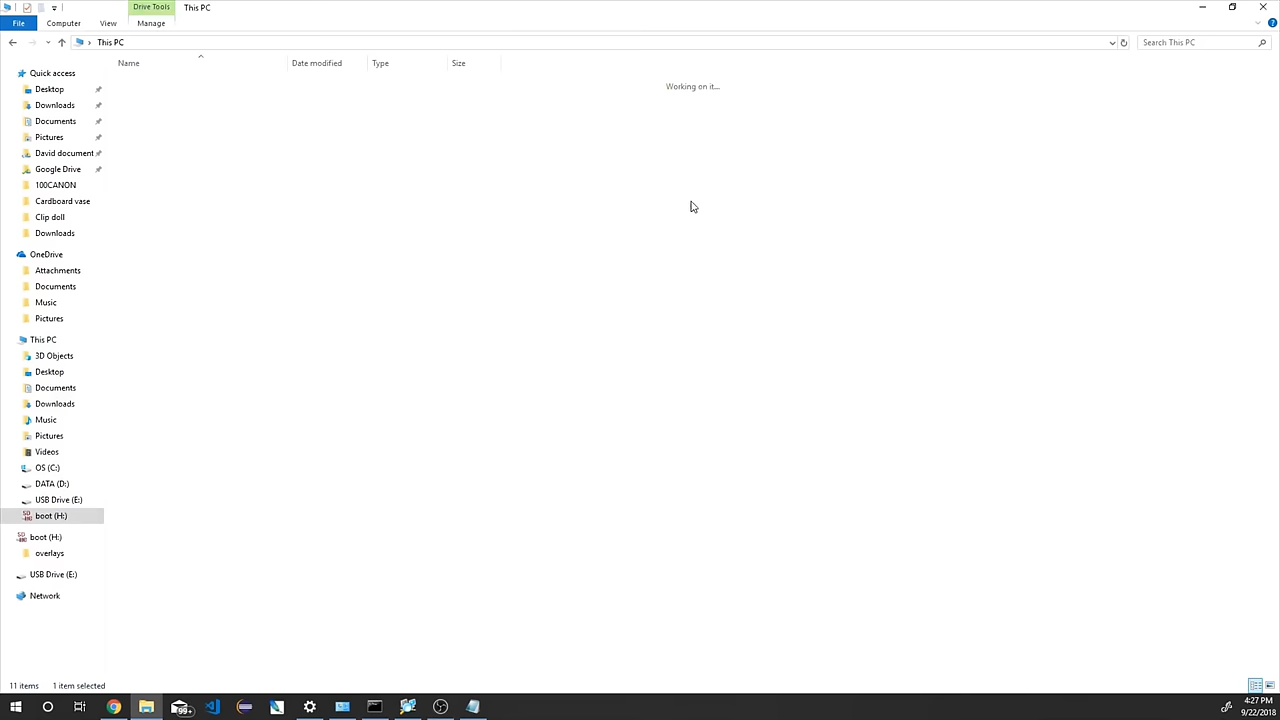 Drive Tools
This PC
File
Computer
View
Manage
This PC
Search This PC
Name
Date modified
Type
Size
Working on it...
Quick access
Desktop
Downloads
Documents
Pictures
David document
Google Drive
100CANON
Cardboard vase
Clip doll
Downloads
OneDrive
Attachments
Documents
Music
Pictures
This PC
3D Objects
Desktop
Documents
Downloads
Music
Pictures
Videos
OS (C:)
DATA (D:)
USB Drive (E:)
boot (H:)
boot (H:)
overlays
USB Drive (E:)
Network
11 items
1 item selected
99+
4:27 PM
9/22/2018